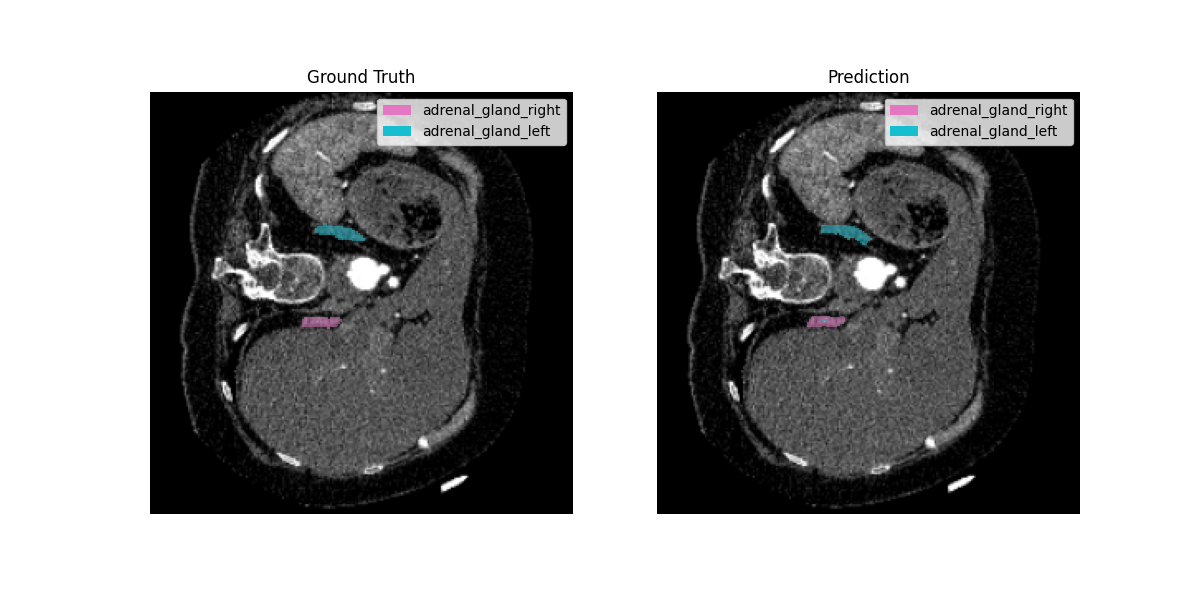 Ground Truth
adrenal_gland_right
adrenal_gland_left
Prediction
adrenal_gland_right
adrenal_gland_left